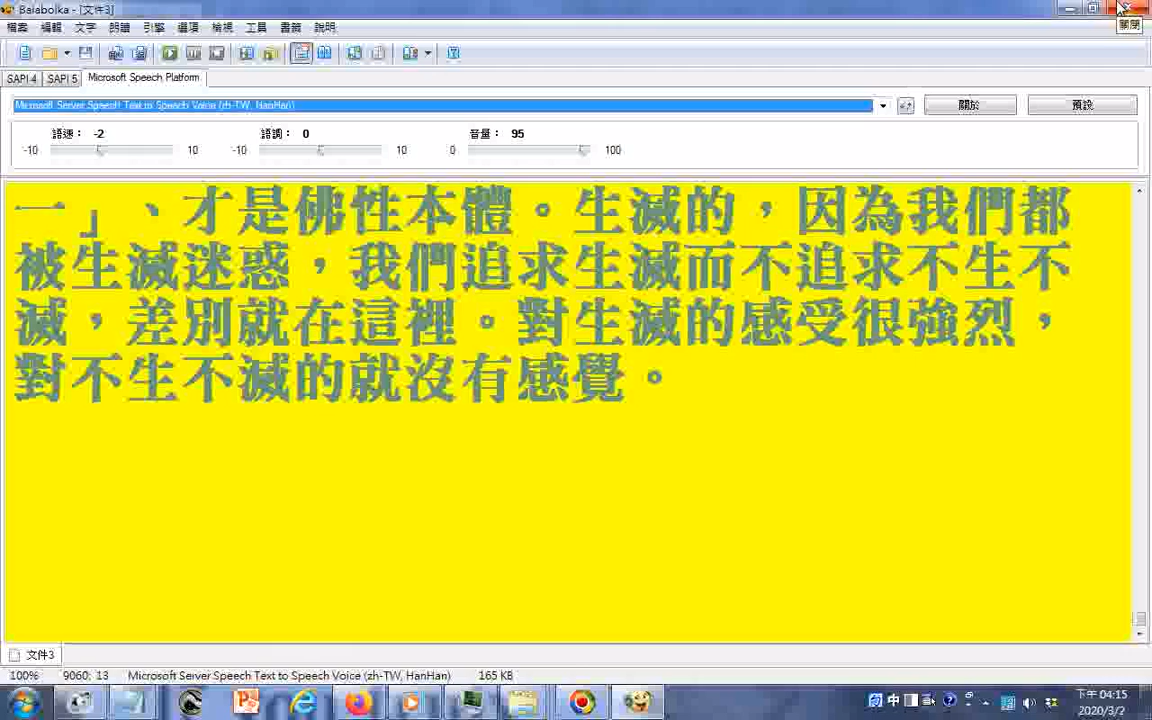 Balabolka - [文件3]
關閉
檔案 編輯 文字 朗讀 引擎 選項 檢視 工具 書籤 說明
SAPI 4 SAPI 5 Microsoft Speech Platform
Microsoft Server Speech Text to Speech Voice (zh-TW, HanHan) 關於 預設
語速： -2 語調： 0 音量： 95
-10 10 -10 10 0 100
一」、才是佛性本體。生滅的，因為我們都
被生滅迷惑，我們追求生滅而不追求不生不
滅，差別就在這裡。對生滅的感受很強烈，
對不生不滅的就沒有感覺。
文件3
100% 9060; 13 Microsoft Server Speech Text to Speech Voice (zh-TW, HanHan) 165 KB
中 下午 04:15
2020/3/2